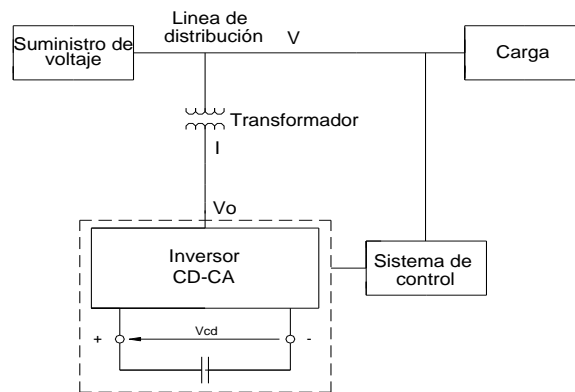 Linea de
distribución
Suministro de
voltaje
V
Carga
Transformador
I
Vo
Inversor
CD-CA
Sistema de
control
+
Vcd
-